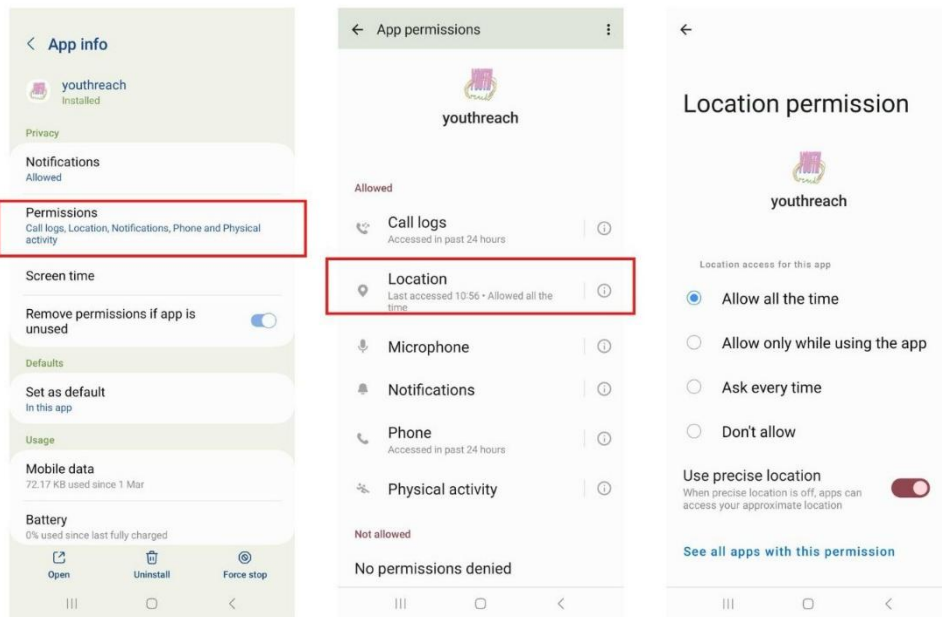 App info
youthreach
Installed
Privacy
Notifications
Allowed
Permissions
Call logs, Location, Notifications, Phone and Physical
activity
Screen time
Remove permissions if app is
unused
Defaults
Set as default
In this app
Usage
Mobile data
72.17 KB used since 1 Mar
Battery
0% used since last fully charged
Open
Uninstall
Force stop
App permissions
YOUTH
youthreach
Allowed
Call logs
Accessed in past 24 hours
Location
Last accessed 10:56 • Allowed all the
time
Microphone
Notifications
Phone
Accessed in past 24 hours
Physical activity
Not allowed
No permissions denied
Location permission
YOUTH
youthreach
Location access for this app
Allow all the time
Allow only while using the app
Ask every time
Don't allow
Use precise location
When precise location is off, apps can
access your approximate location
See all apps with this permission